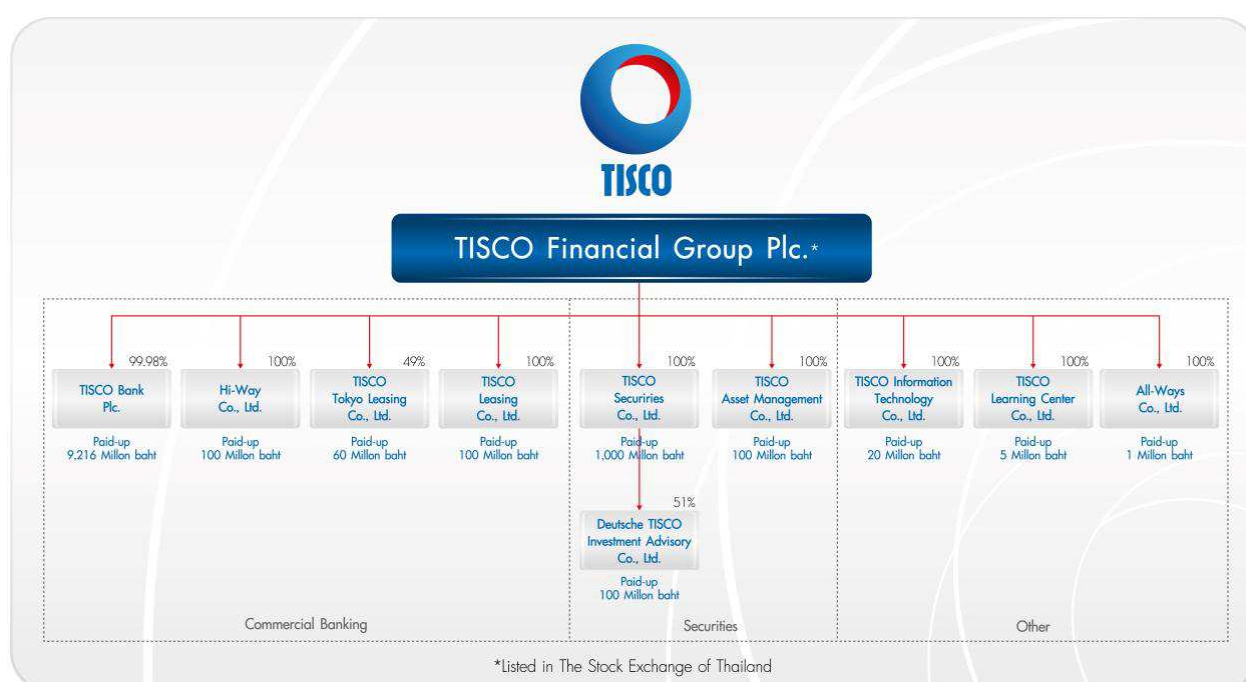 TISCO
TISCO Financial Group Plc.*
99.98%
TISCO Bank
Plc.
Paid-up
9,216 Millon baht
100%
Hi-Way
Co., Ltd.
Paid-up
100 Millon baht
49%
TISCO
Tokyo Leasing
Co., Ltd.
Paid-up
60 Millon baht
100%
TISCO
Leasing
Co., Ltd.
Paid-up
100 Millon baht
100%
TISCO
Securiries
Co., Ltd.
Paid-up
1,000 Millon baht
51%
Deutsche TISCO
Investment Advisory
Co., Ltd.
Paid-up
100 Millon baht
100%
TISCO
Asset Management
Co., Ltd.
Paid-up
100 Millon baht
100%
TISCO Information
Technology
Co., Ltd.
Paid-up
20 Millon baht
100%
TISCO
Learning Center
Co., Ltd.
Paid-up
5 Millon baht
100%
All-Ways
Co., Ltd.
Paid-up
1 Millon baht
Commercial Banking
Securities
Other
*Listed in The Stock Exchange of Thailand